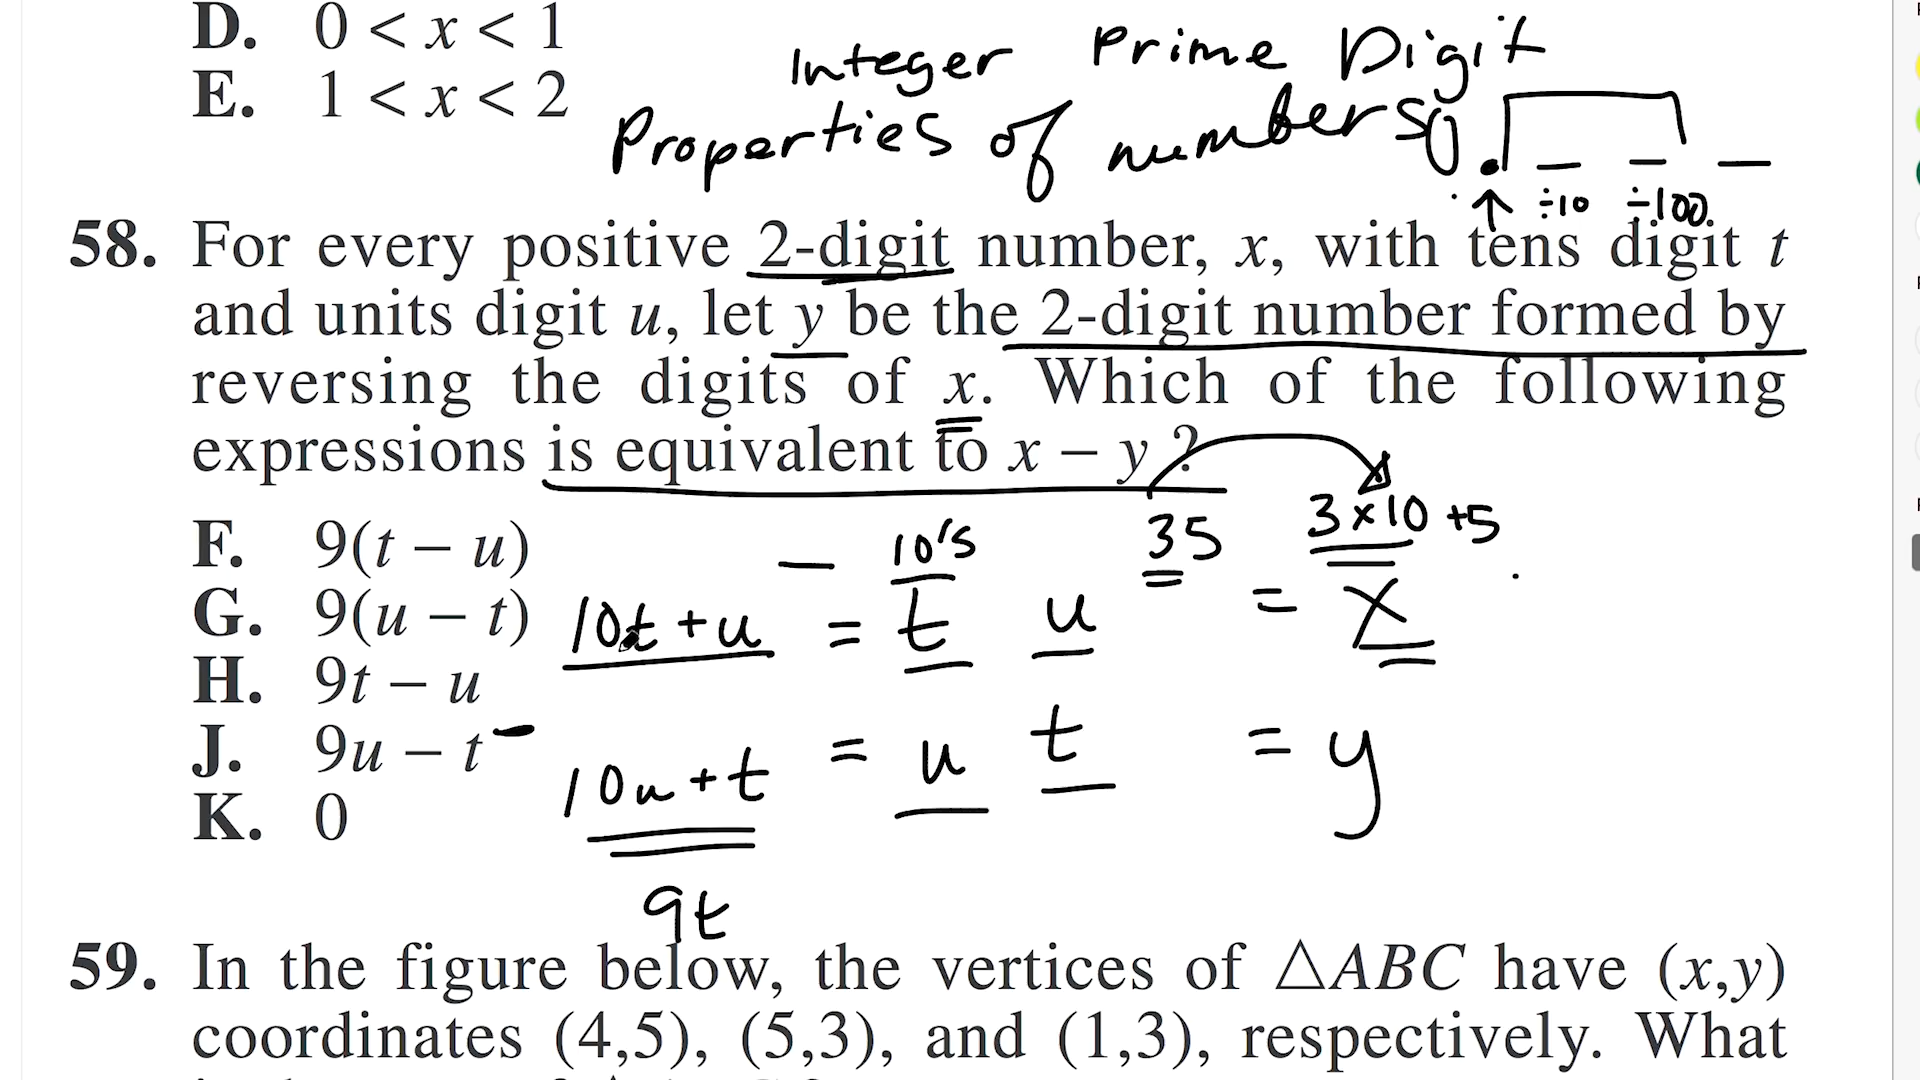 D. 0 < x < 1
E. 1 < x < 2
Integer Prime Digit
Properties of numbers
0 . _ _ _
÷10 ÷100
58. For every positive 2-digit number, x, with tens digit t
and units digit u, let y be the 2-digit number formed by
reversing the digits of x. Which of the following
expressions is equivalent to x – y ?
F. 9(t – u)
G. 9(u – t)
H. 9t – u
J. 9u – t
K. 0
_ 10's 35 3×10 +5
10t + u = t u = x
– 10u + t = u t = y
9t
59. In the figure below, the vertices of △ABC have (x,y)
coordinates (4,5), (5,3), and (1,3), respectively. What